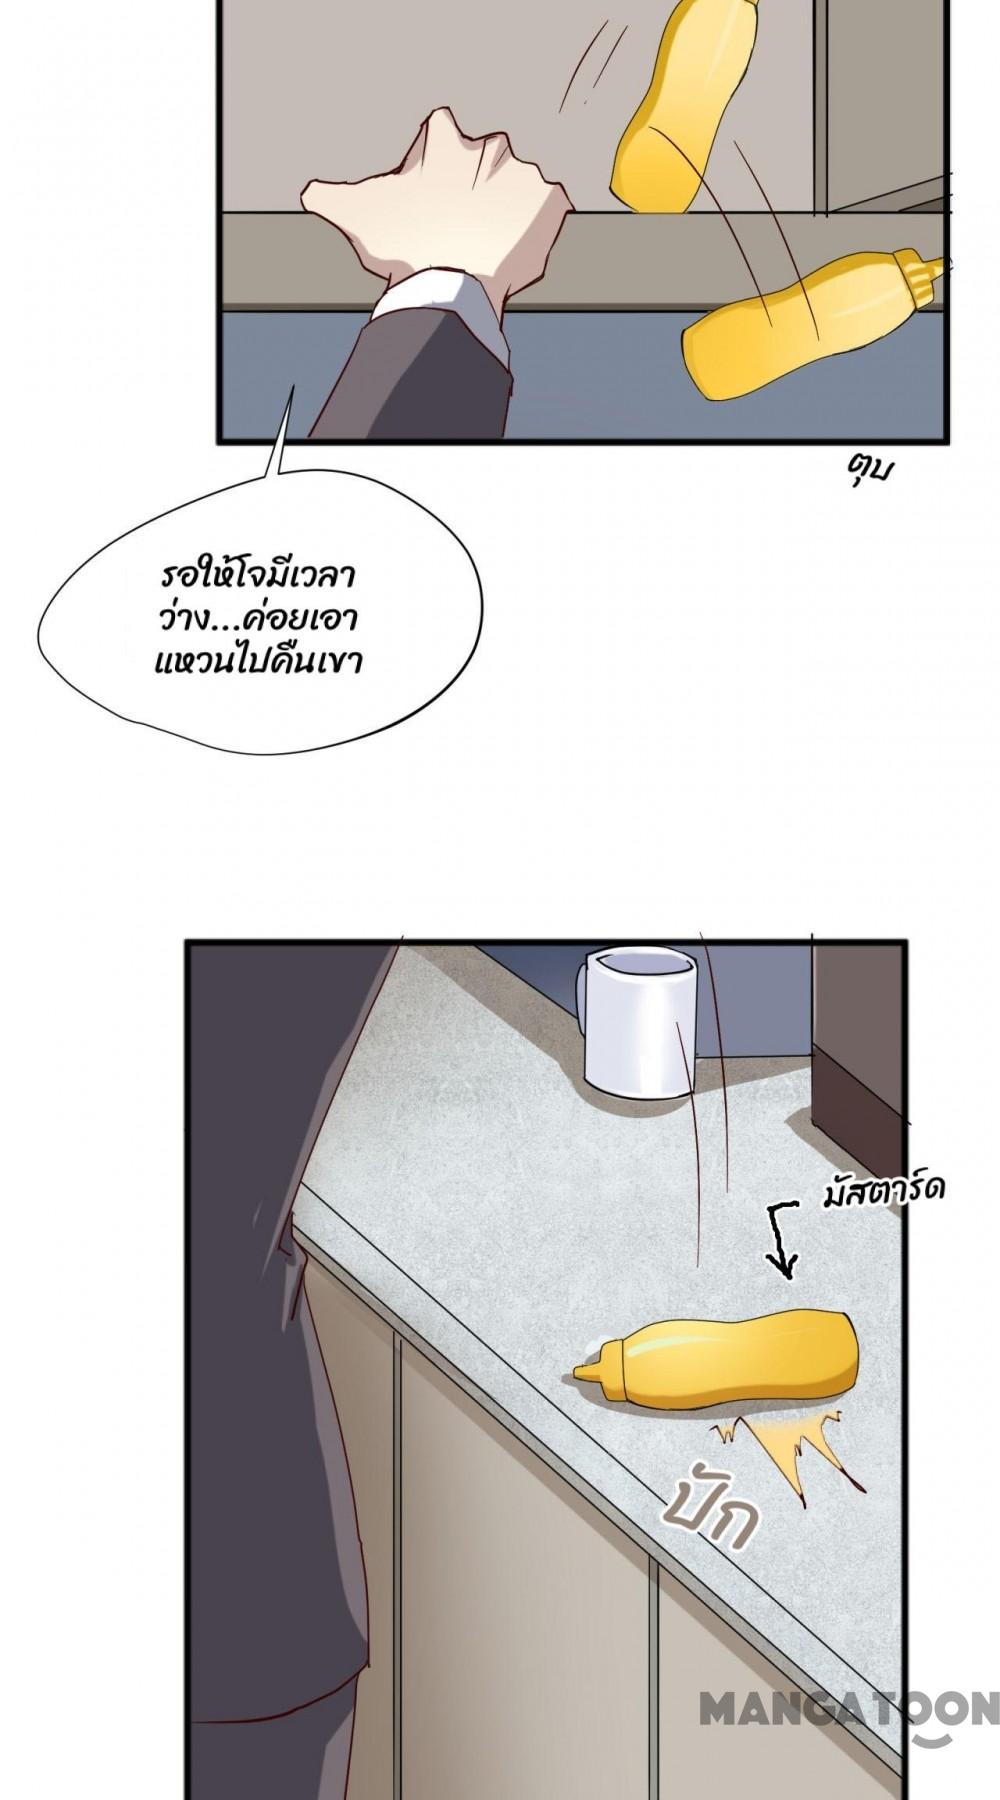 ตุบ
รอให้โจมีเวลา
ว่าง...ค่อยเอา
แหวนไปคืนเขา
มัสตาร์ด
ปัก
MANGATOON